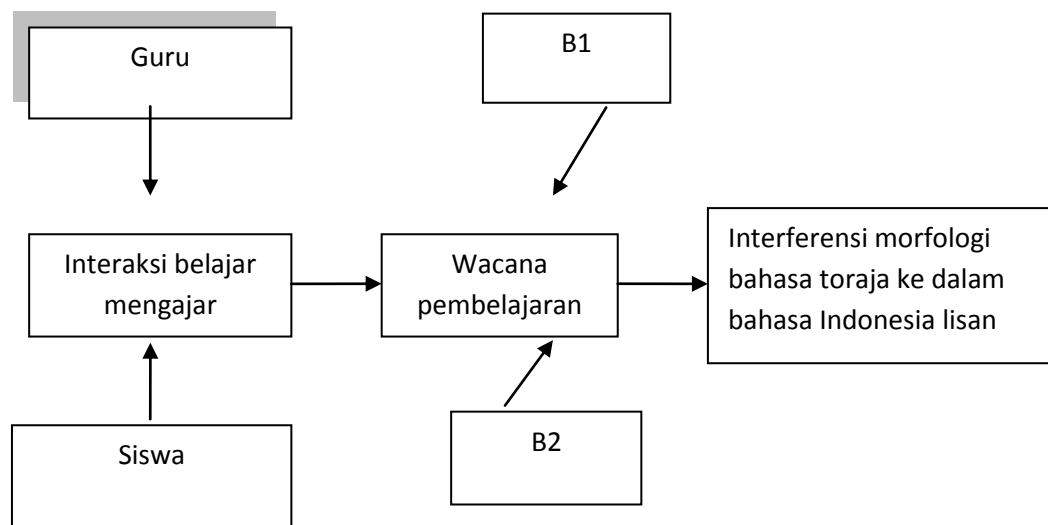 Guru
B1
Interaksi belajar
mengajar
Wacana
pembelajaran
Interferensi morfologi
bahasa toraja ke dalam
bahasa Indonesia lisan
Siswa
B2